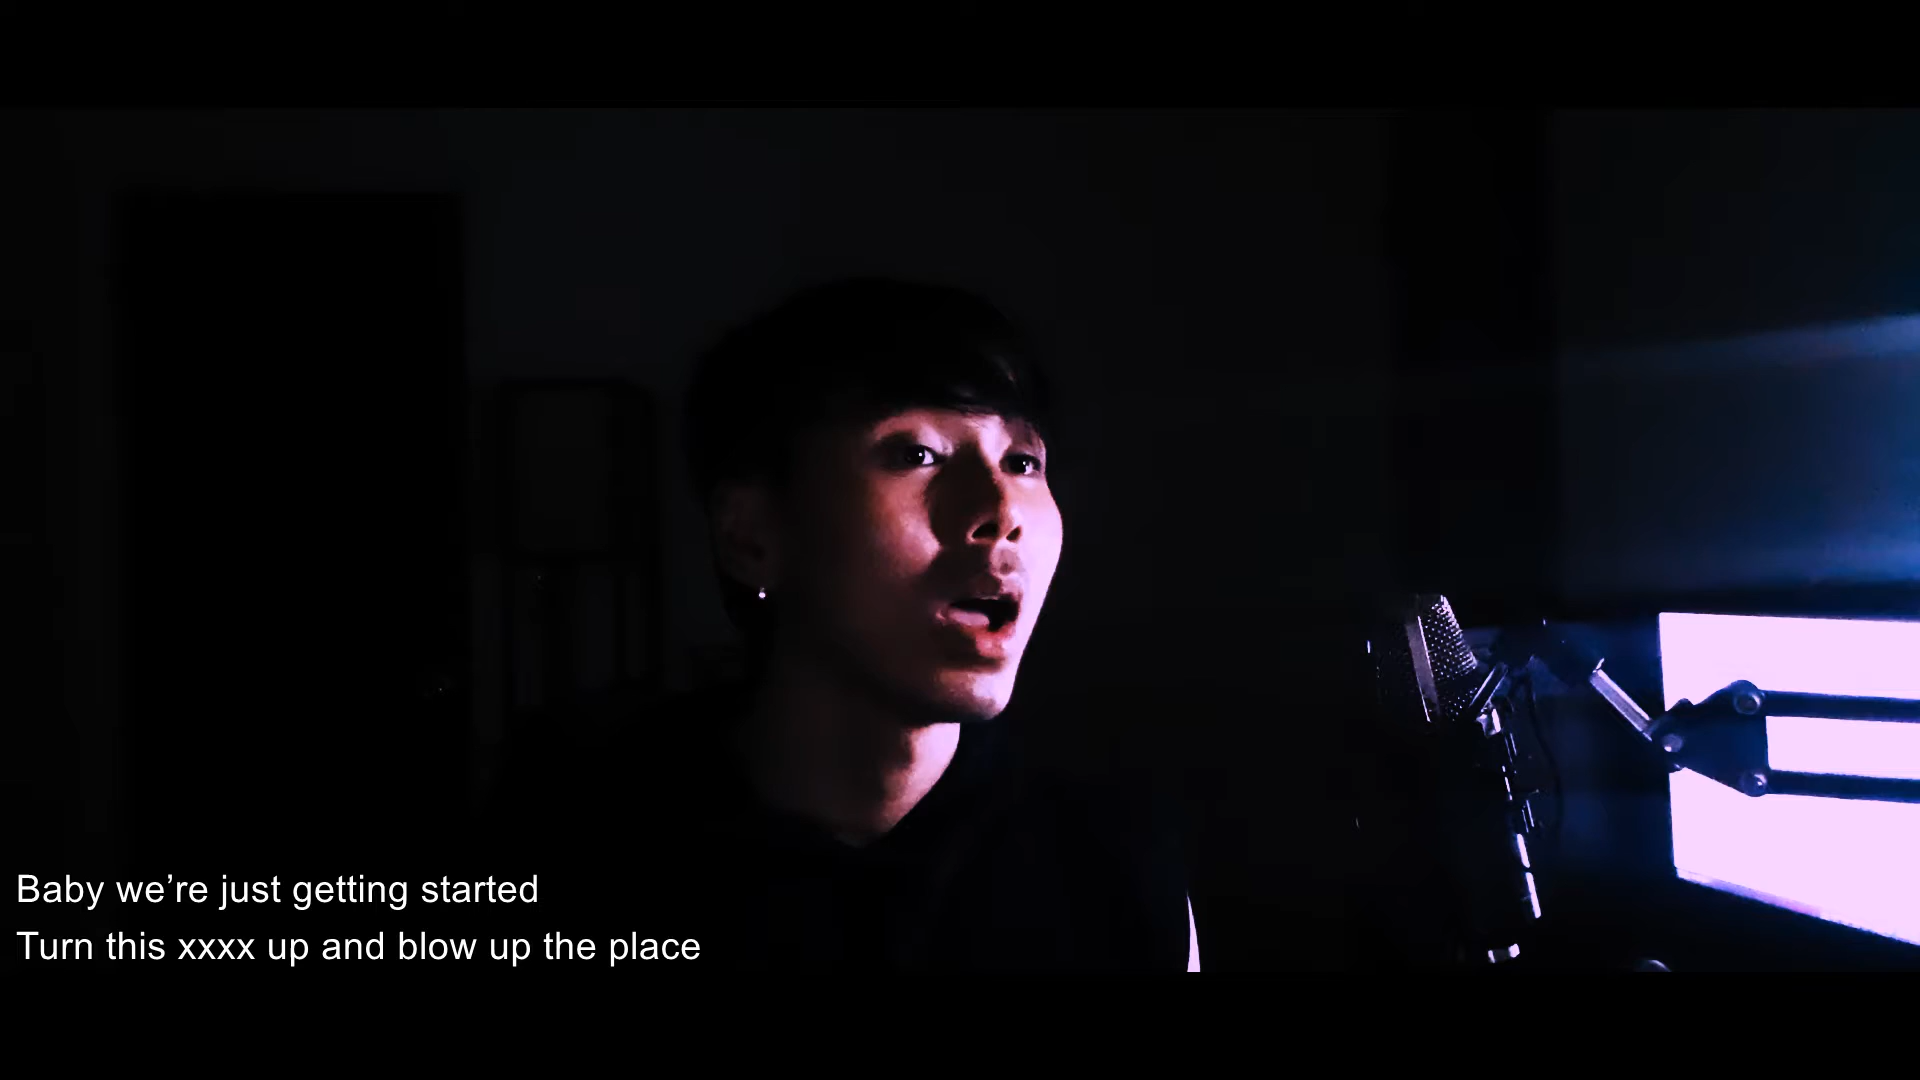 Baby we’re just getting started
Turn this xxxx up and blow up the place